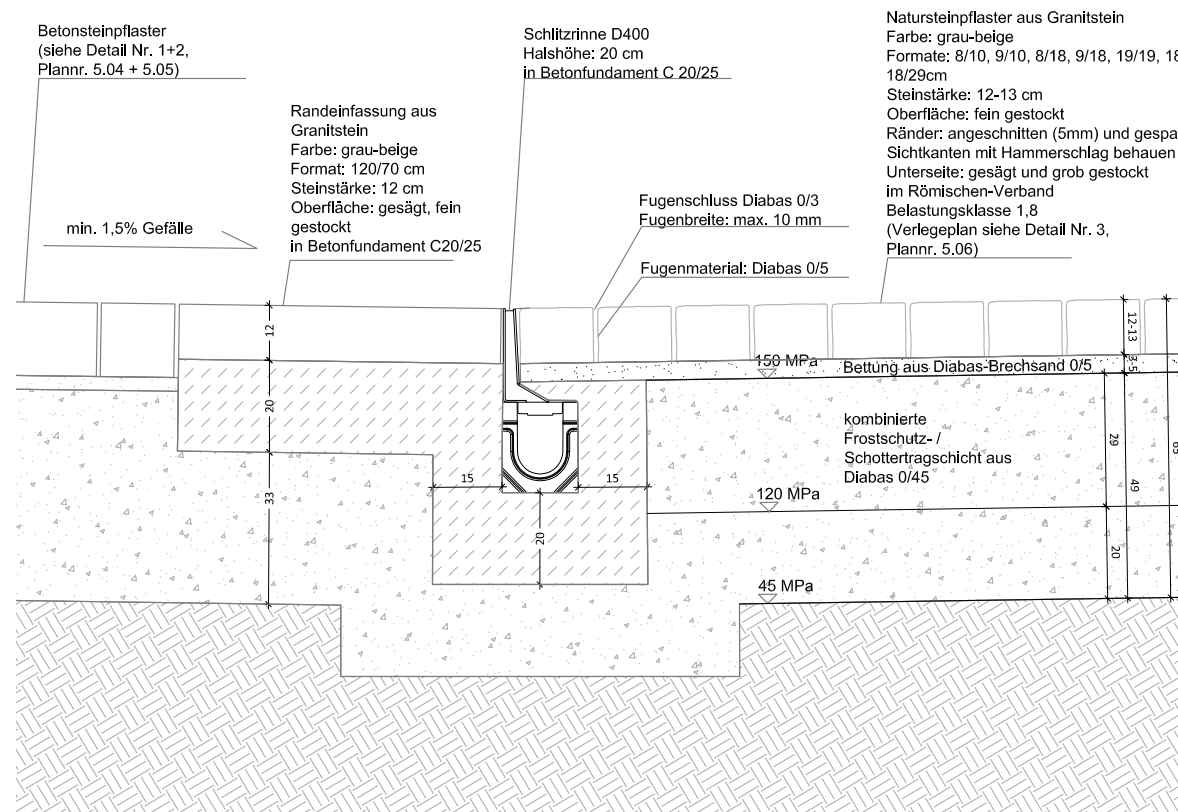 Betonsteinpflaster
(siehe Detail Nr. 1+2,
Plannr. 5.04 + 5.05)
Randeinfassung aus
Granitstein
Farbe: grau-beige
Format: 120/70 cm
Steinstärke: 12 cm
Oberfläche: gesägt, fein
gestockt
in Betonfundament C20/25
min. 1,5% Gefälle
Schlitzrinne D400
Halshöhe: 20 cm
in Betonfundament C 20/25
Fugenschluss Diabas 0/3
Fugenbreite: max. 10 mm
Fugenmaterial: Diabas 0/5
Natursteinpflaster aus Granitstein
Farbe: grau-beige
Formate: 8/10, 9/10, 8/18, 9/18, 19/19, 18
18/29cm
Steinstärke: 12-13 cm
Oberfläche: fein gestockt
Ränder: angeschnitten (5mm) und gespa
Sichtkanten mit Hammerschlag behauen
Unterseite: gesägt und grob gestockt
im Römischen-Verband
Belastungsklasse 1,8
(Verlegeplan siehe Detail Nr. 3,
Plannr. 5.06)
12
20
33
15
15
20
150 MPa
Bettung aus Diabas-Brechsand 0/5
kombinierte
Frostschutz- /
Schottertragschicht aus
Diabas 0/45
120 MPa
45 MPa
12-13
3-5
29
49
20